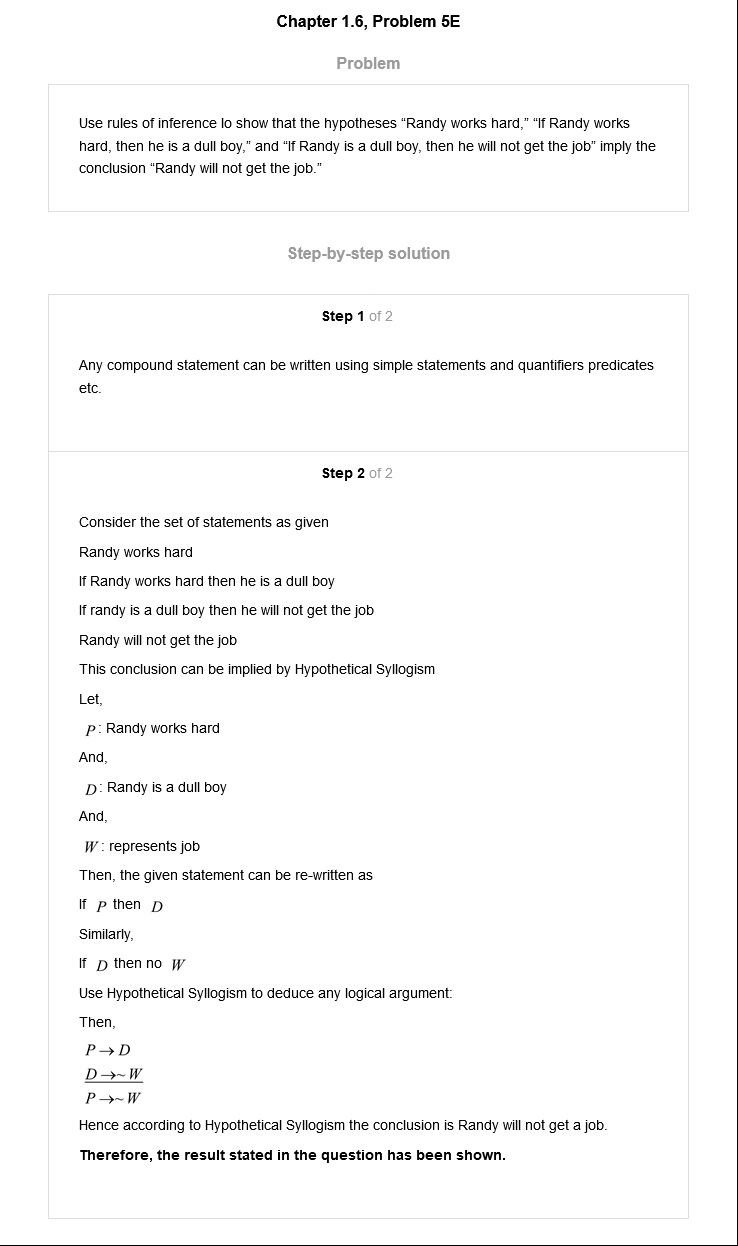 Chapter 1.6, Problem 5E
Problem
Use rules of inference lo show that the hypotheses “Randy works hard,” “If Randy works
hard, then he is a dull boy,” and “If Randy is a dull boy, then he will not get the job” imply the
conclusion “Randy will not get the job.”
Step-by-step solution
Step 1 of 2
Any compound statement can be written using simple statements and quantifiers predicates
etc.
Step 2 of 2
Consider the set of statements as given
Randy works hard
If Randy works hard then he is a dull boy
If randy is a dull boy then he will not get the job
Randy will not get the job
This conclusion can be implied by Hypothetical Syllogism
Let,
P: Randy works hard
And,
D: Randy is a dull boy
And,
W: represents job
Then, the given statement can be re-written as
If P then D
Similarly,
If D then no W
Use Hypothetical Syllogism to deduce any logical argument:
Then,
P→D
D→~W
P→~W
Hence according to Hypothetical Syllogism the conclusion is Randy will not get a job.
Therefore, the result stated in the question has been shown.